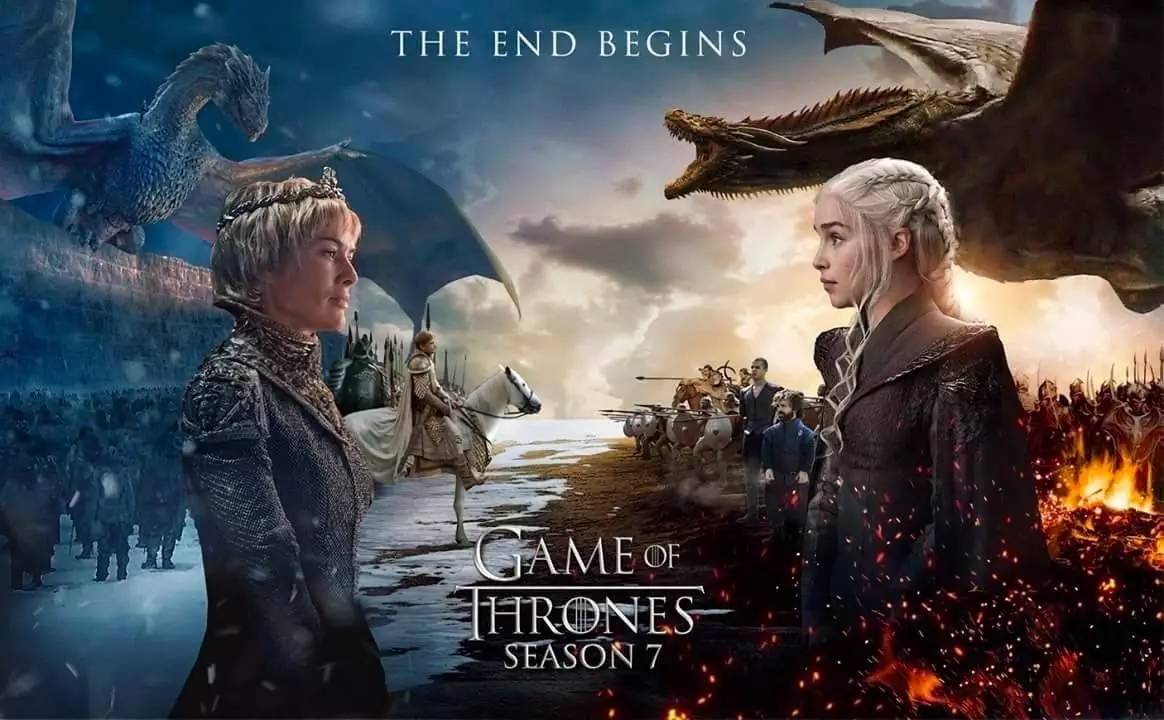 THE END BEGINS
GAME OF
THRONES
SEASON 7